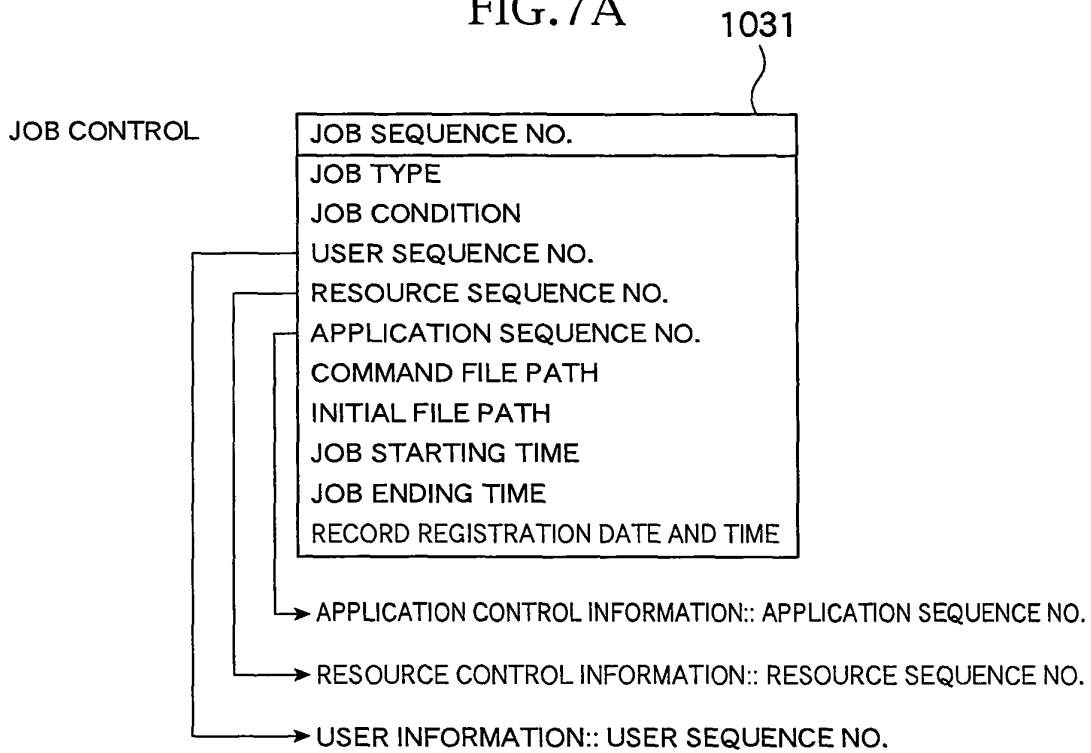 FIG.7A
1031
JOB CONTROL
JOB SEQUENCE NO.
JOB TYPE
JOB CONDITION
USER SEQUENCE NO.
RESOURCE SEQUENCE NO.
APPLICATION SEQUENCE NO.
COMMAND FILE PATH
INITIAL FILE PATH
JOB STARTING TIME
JOB ENDING TIME
RECORD REGISTRATION DATE AND TIME
APPLICATION CONTROL INFORMATION:: APPLICATION SEQUENCE NO.
RESOURCE CONTROL INFORMATION:: RESOURCE SEQUENCE NO.
USER INFORMATION:: USER SEQUENCE NO.